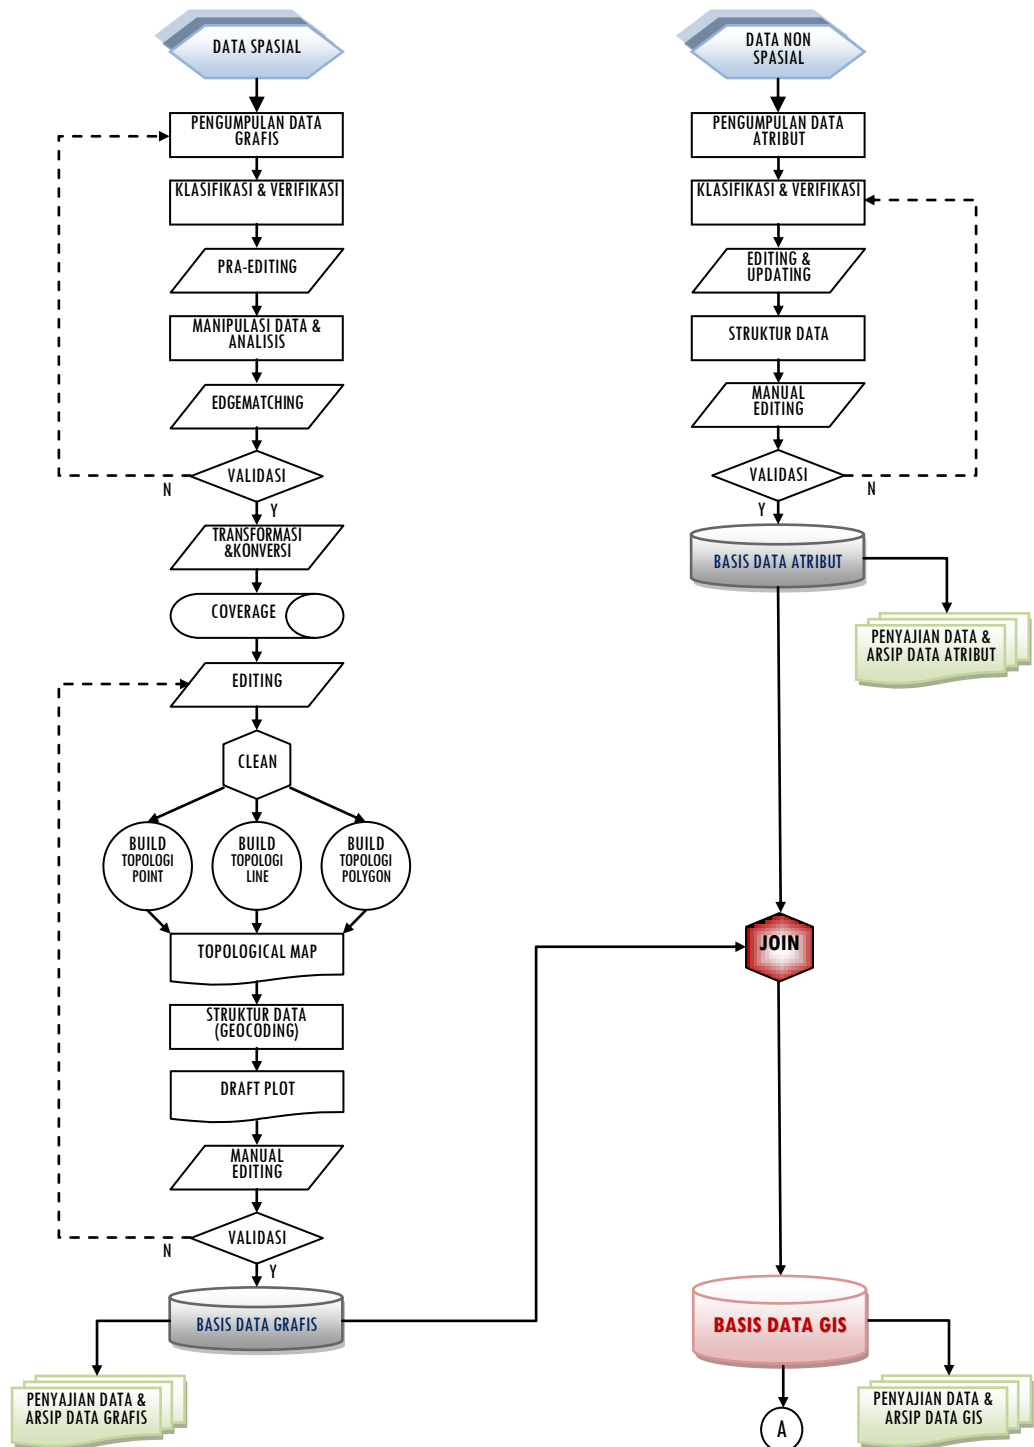 DATA SPASIAL
PENGUMPULAN DATA
GRAFIS
KLASIFIKASI & VERIFIKASI
PRA-EDITING
MANIPULASI DATA &
ANALISIS
EDGEMATCHING
VALIDASI
N
Y
TRANSFORMASI
&KONVERSI
COVERAGE
EDITING
CLEAN
BUILD
TOPOLOGI
POINT
BUILD
TOPOLOGI
LINE
BUILD
TOPOLOGI
POLYGON
TOPOLOGICAL MAP
STRUKTUR DATA
(GEOCODING)
DRAFT PLOT
MANUAL
EDITING
VALIDASI
N
Y
BASIS DATA GRAFIS
PENYAJIAN DATA &
ARSIP DATA GRAFIS
DATA NON
SPASIAL
PENGUMPULAN DATA
ATRIBUT
KLASIFIKASI & VERIFIKASI
EDITING &
UPDATING
STRUKTUR DATA
MANUAL
EDITING
VALIDASI
N
Y
BASIS DATA ATRIBUT
PENYAJIAN DATA &
ARSIP DATA ATRIBUT
JOIN
BASIS DATA GIS
PENYAJIAN DATA &
ARSIP DATA GIS
A